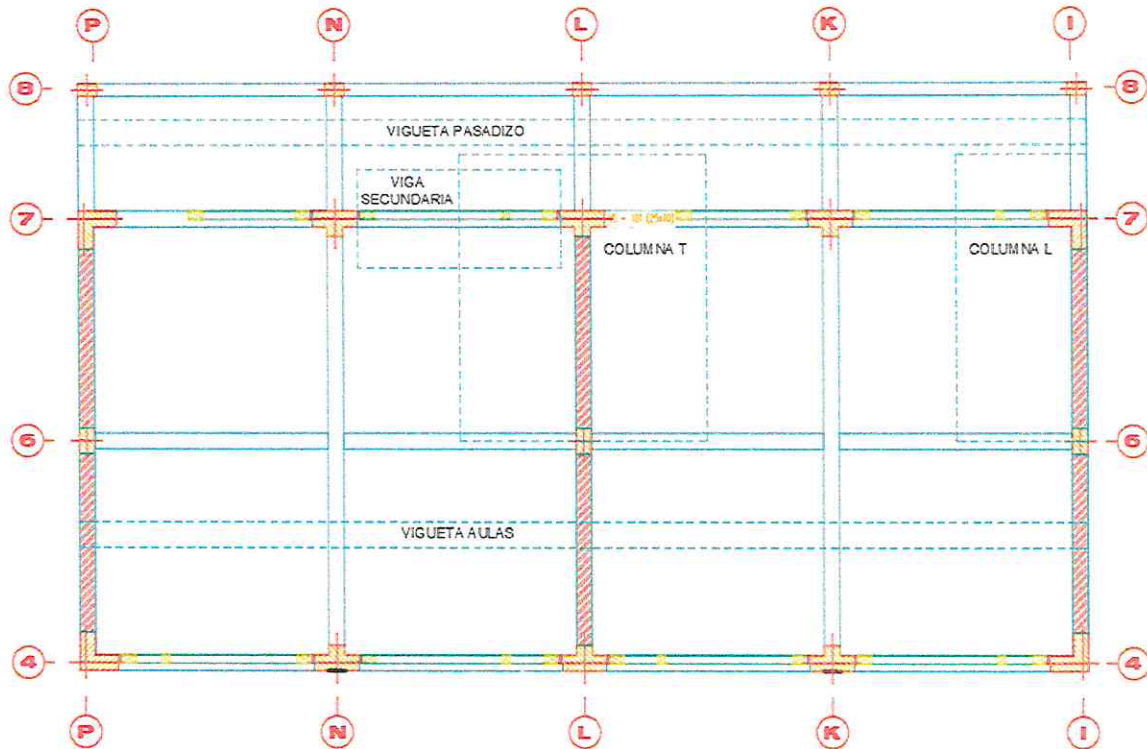 P N L K I
8 8
VIGUETA PASADIZO
VIGA
SECUNDARIA
7 7
COLUMNA T COLUMNA L
6 6
VIGUETA AULAS
4 4
P N L K I